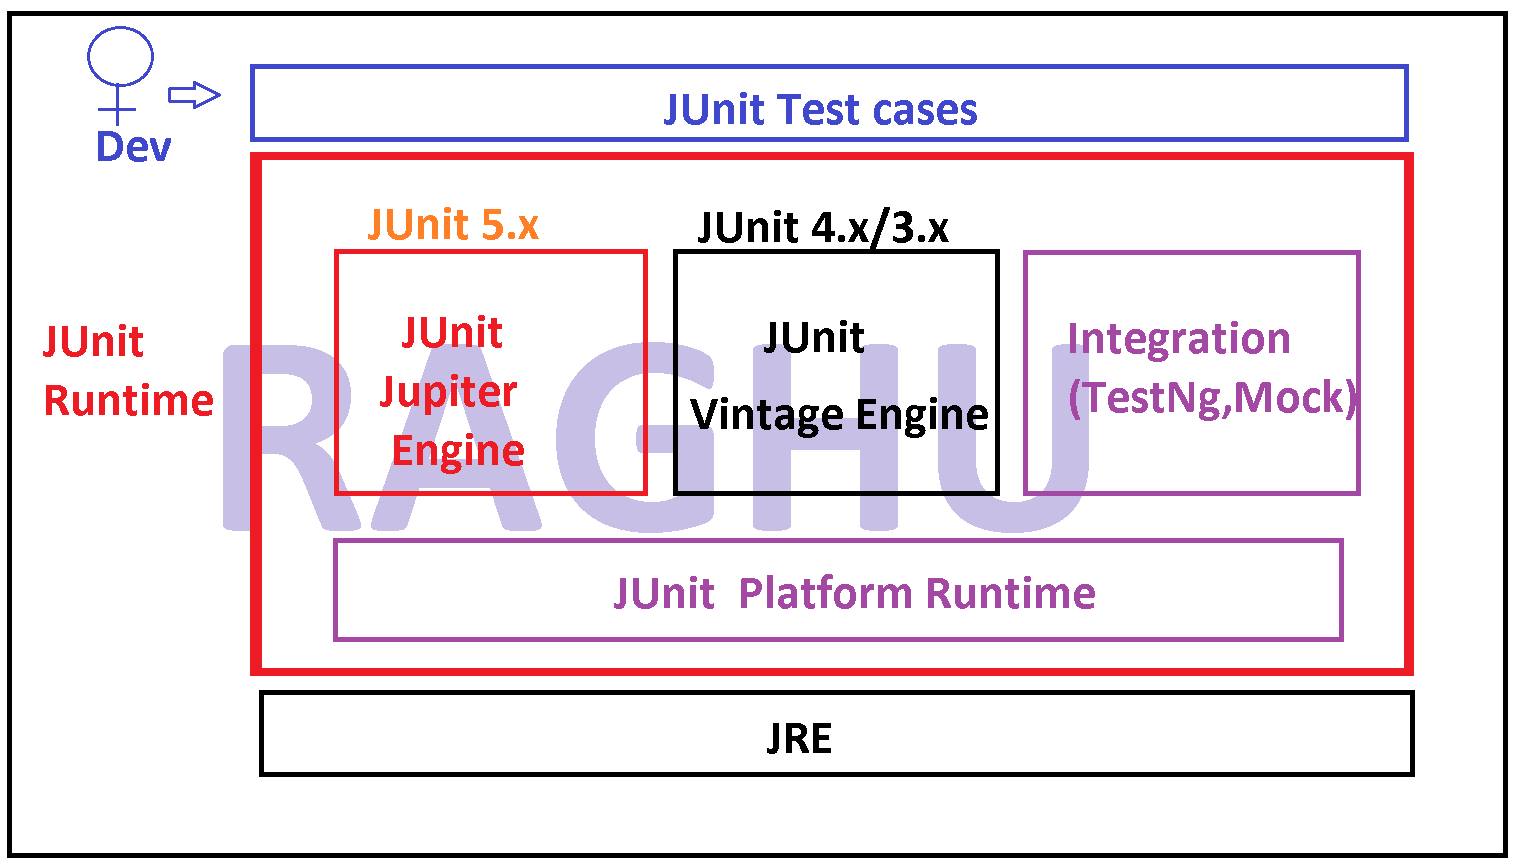 Dev
JUnit Test cases
JUnit 5.x
JUnit 4.x/3.x
JUnit
Runtime
JUnit
Jupiter
Engine
JUnit
Vintage Engine
Integration
(TestNg,Mock)
RAGHU
JUnit  Platform Runtime
JRE